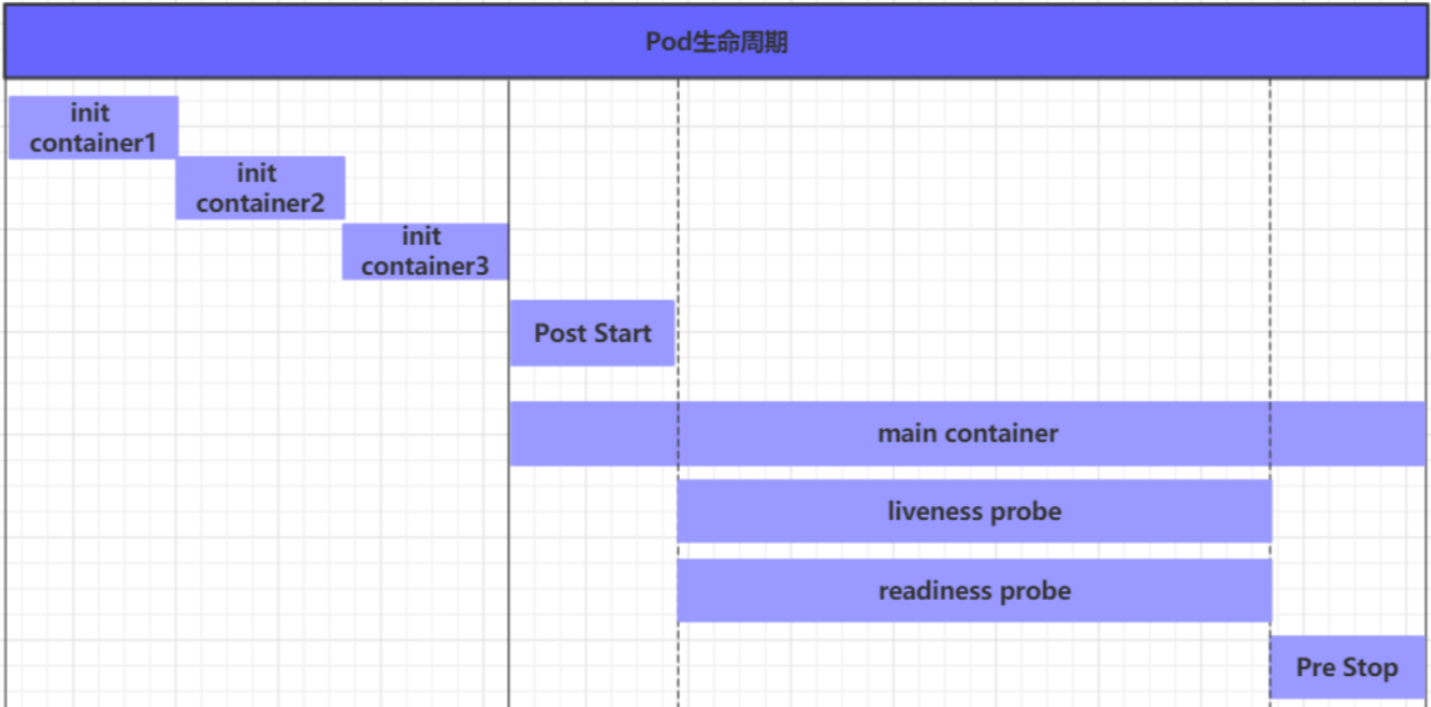 Pod生命周期
init
container1
init
container2
init
container3
Post Start
main container
liveness probe
readiness probe
Pre Stop